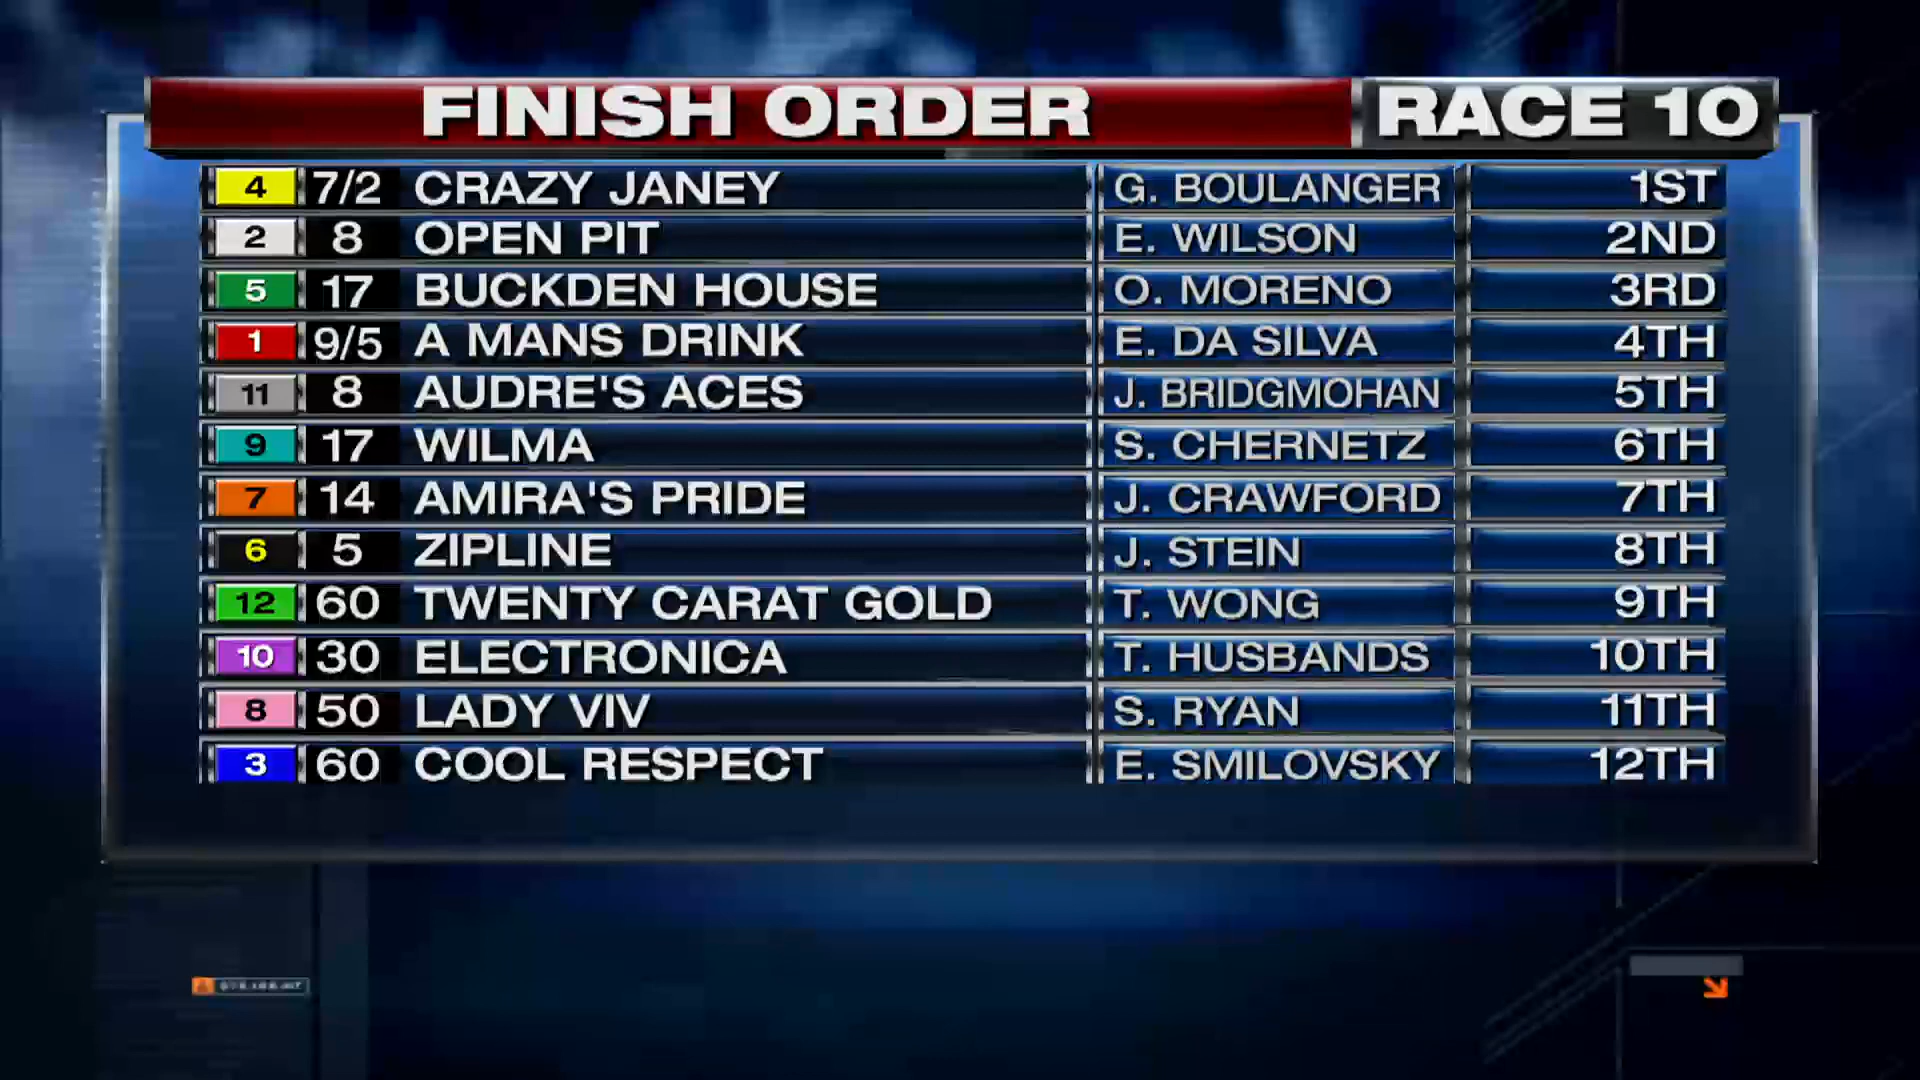 FINISH ORDER RACE 10
4 7/2 CRAZY JANEY G. BOULANGER 1ST
2 8 OPEN PIT E. WILSON 2ND
5 17 BUCKDEN HOUSE O. MORENO 3RD
1 9/5 A MANS DRINK E. DA SILVA 4TH
11 8 AUDRE'S ACES J. BRIDGMOHAN 5TH
9 17 WILMA S. CHERNETZ 6TH
7 14 AMIRA'S PRIDE J. CRAWFORD 7TH
6 5 ZIPLINE J. STEIN 8TH
12 60 TWENTY CARAT GOLD T. WONG 9TH
10 30 ELECTRONICA T. HUSBANDS 10TH
8 50 LADY VIV S. RYAN 11TH
3 60 COOL RESPECT E. SMILOVSKY 12TH